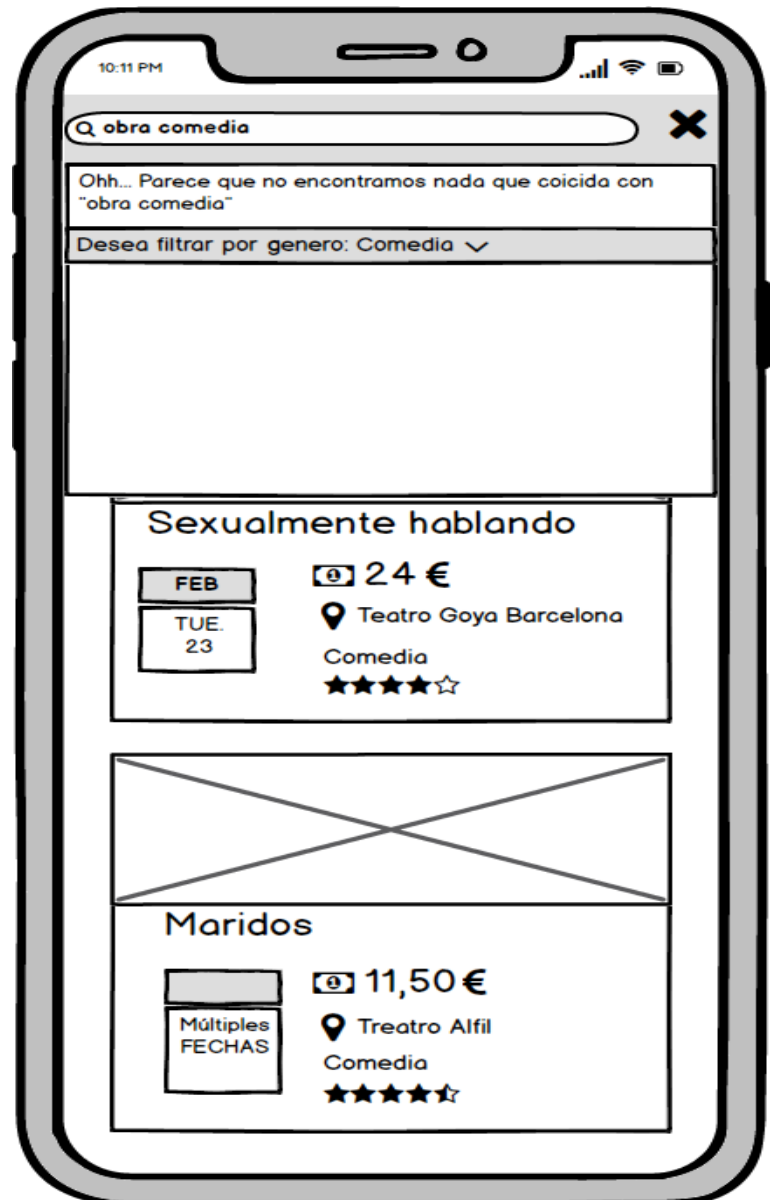 10:11 PM
obra comedia
Ohh... Parece que no encontramos nada que coicida con
"obra comedia"
Desea filtrar por genero: Comedia
Sexualmente hablando
FEB
TUE.
23
24 €
Teatro Goya Barcelona
Comedia
Maridos
Múltiples
FECHAS
11,50 €
Treatro Alfil
Comedia